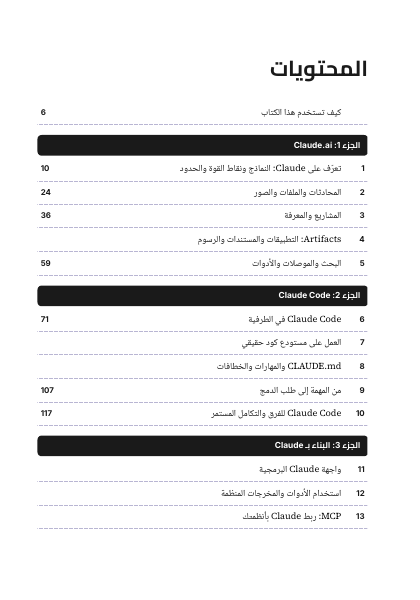 المحتويات
كيف تستخدم هذا الكتاب 6
الجزء 1: Claude.ai
1 تعرّف على Claude: النماذج ونقاط القوة والحدود 10
2 المحادثات والملفات والصور 24
3 المشاريع والمعرفة 36
4 Artifacts: التطبيقات والمستندات والرسوم
5 البحث والموصلات والأدوات 59
الجزء 2: Claude Code
6 Claude Code في الطرفية 71
7 العمل على مستودع كود حقيقي
8 CLAUDE.md والمهارات والخطافات
9 من المهمة إلى طلب الدمج 107
10 Claude Code للفرق والتكامل المستمر 117
الجزء 3: البناء بـ Claude
11 واجهة Claude البرمجية
12 استخدام الأدوات والمخرجات المنظمة
13 MCP: ربط Claude بأنظمتك